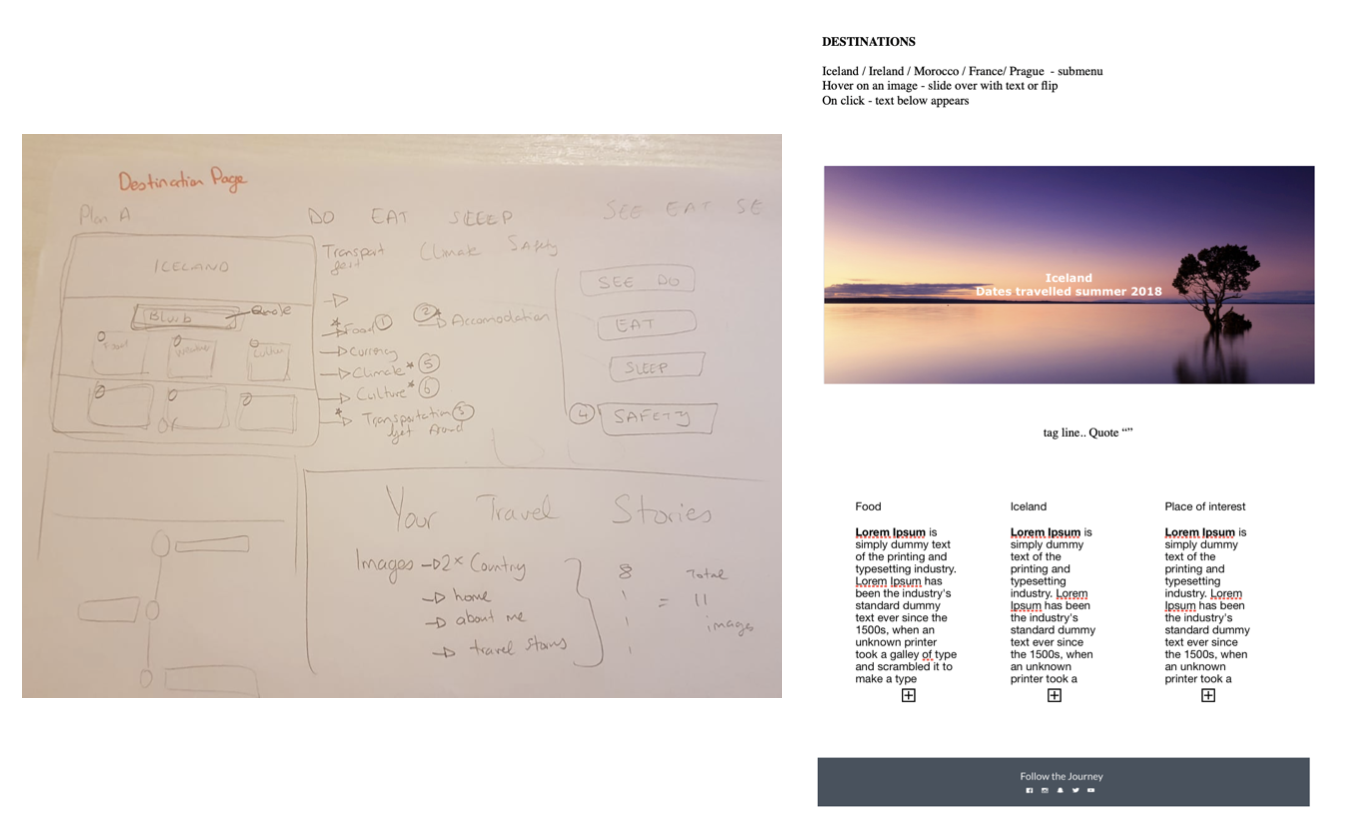 Destination Page
Plan A
DO EAT SLEEP
SEE EAT SE
Transport Climate Safety
ICELAND
SEE DO
Blurb
Food ①
② Accomodation
EAT
Food Weather Culture
Currency
Climate * ⑤
SLEEP
Culture * ⑥
* Transportation ③
get Around
④ SAFETY
or
Your Travel Stories
Images → 2x Country 8 Total
→ home 1 = 11
→ about me 1 images
→ travel stories 1
DESTINATIONS
Iceland / Ireland / Morocco / France/ Prague - submenu
Hover on an image - slide over with text or flip
On click - text below appears
Iceland
Dates travelled summer 2018
tag line.. Quote “”
Food
Lorem Ipsum is
simply dummy text
of the printing and
typesetting industry.
Lorem Ipsum has
been the industry's
standard dummy
text ever since the
1500s, when an
unknown printer
took a galley of type
and scrambled it to
make a type
Iceland
Lorem Ipsum is
simply dummy
text of the
printing and
typesetting
industry. Lorem
Ipsum has been
the industry's
standard dummy
text ever since
the 1500s, when
an unknown
printer took a
Place of interest
Lorem Ipsum is
simply dummy
text of the
printing and
typesetting
industry. Lorem
Ipsum has been
the industry's
standard dummy
text ever since
the 1500s, when
an unknown
printer took a
Follow the Journey